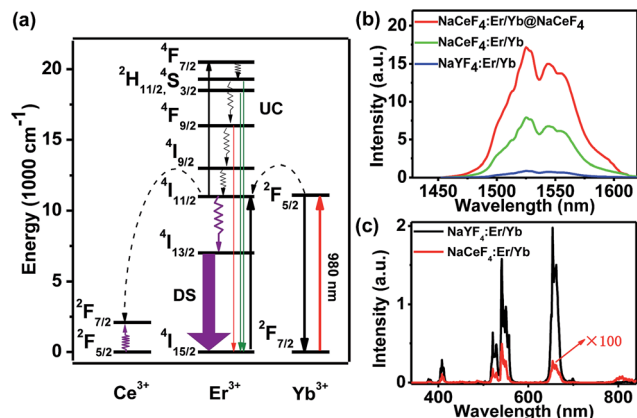 (a)
Energy (1000 cm⁻¹)
20
15
10
5
0
⁴F₇/₂
²H₁₁/₂, ⁴S₃/₂
⁴F₉/₂
⁴I₉/₂
⁴I₁₁/₂
⁴I₁₃/₂
⁴I₁₅/₂
UC
DS
²F₅/₂
²F₇/₂
980 nm
²F₇/₂
²F₅/₂
Ce³⁺ Er³⁺ Yb³⁺
(b)
Intensity (a.u.)
20
15
10
5
0
NaCeF₄:Er/Yb@NaCeF₄
NaCeF₄:Er/Yb
NaYF₄:Er/Yb
1450 1500 1550 1600
Wavelength (nm)
(c)
Intensity (a.u.)
2
1
0
NaYF₄:Er/Yb
NaCeF₄:Er/Yb
×100
400 500 600 700 800
Wavelength (nm)